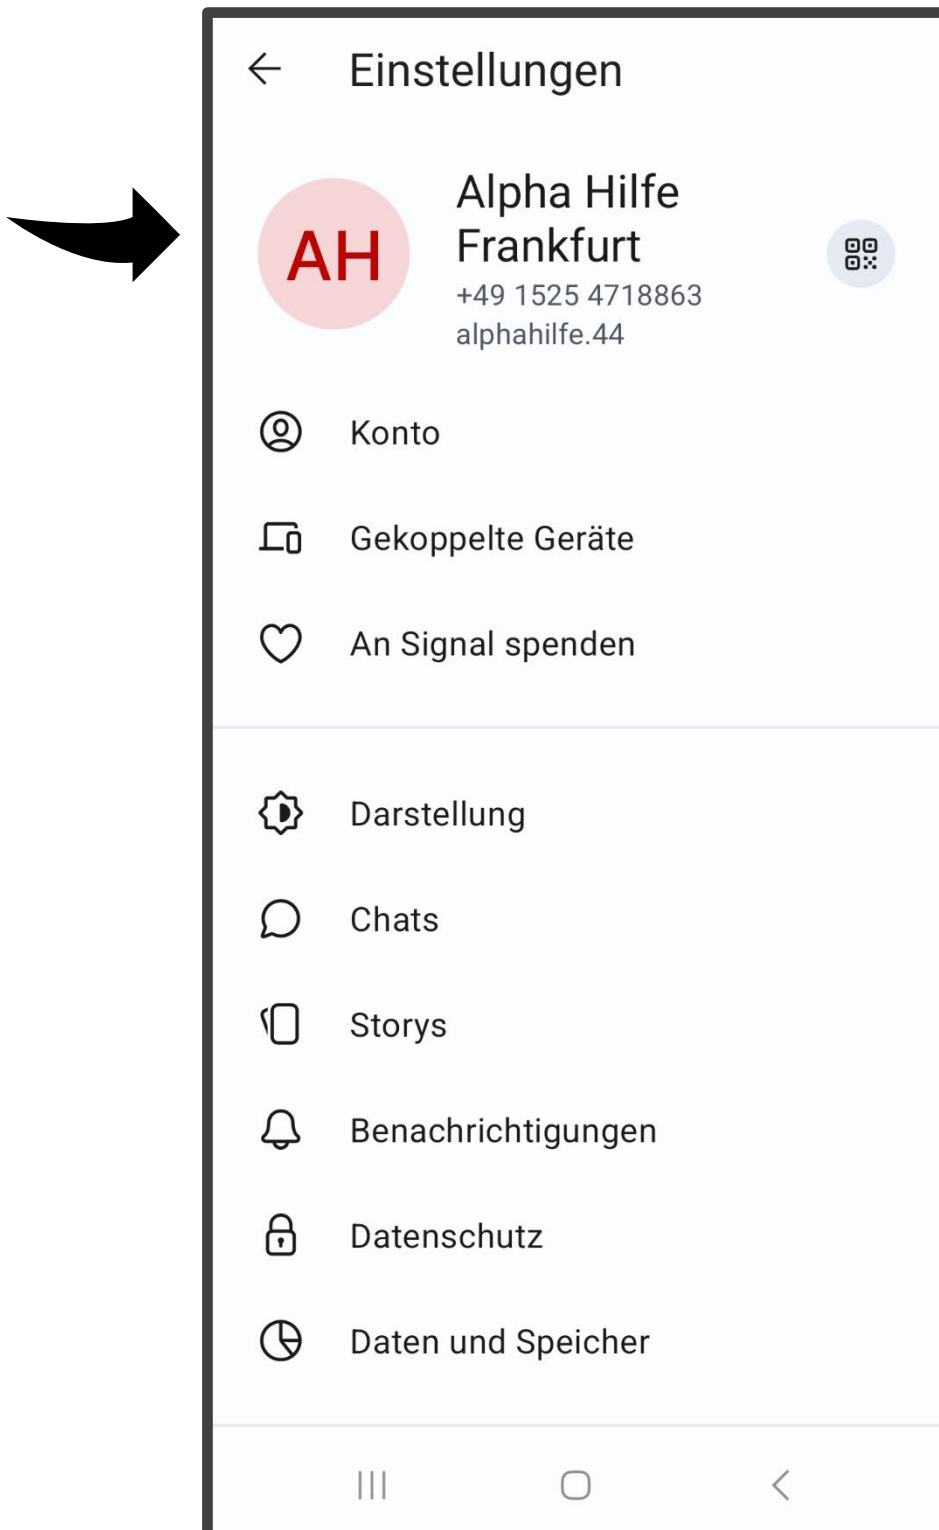 Einstellungen
AH
Alpha Hilfe
Frankfurt
+49 1525 4718863
alphahilfe.44
Konto
Gekoppelte Geräte
An Signal spenden
Darstellung
Chats
Storys
Benachrichtigungen
Datenschutz
Daten und Speicher